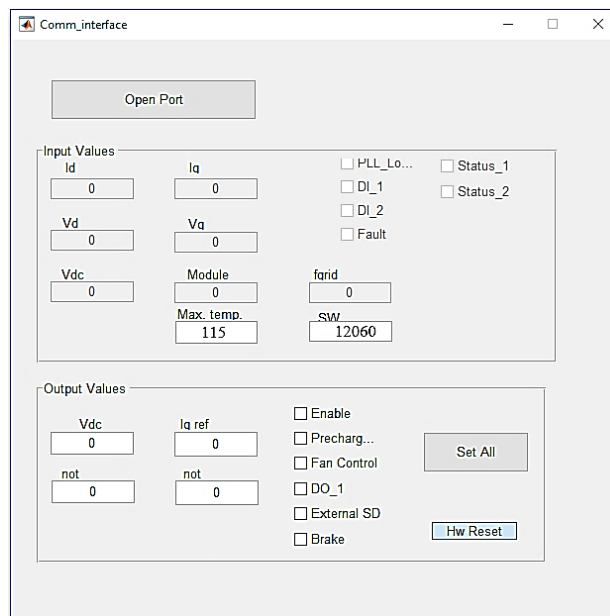 Comm_interface
Open Port
Input Values
Id
Iq
0
0
PLL_Lo...
Status_1
DI_1
Status_2
DI_2
Vd
Vq
0
0
Fault
Vdc
Module
fgrid
0
0
0
Max. temp.
SW
115
12060
Output Values
Vdc
Iq ref
0
0
not
not
0
0
Enable
Precharg...
Fan Control
DO_1
External SD
Brake
Set All
Hw Reset